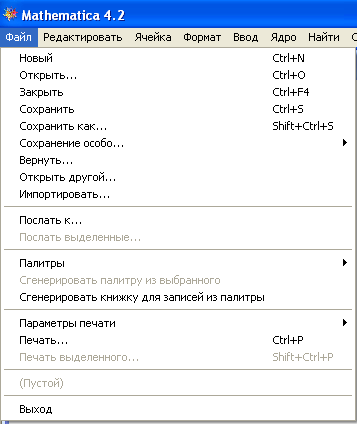 Mathematica 4.2
Файл Редактировать Ячейка Формат Ввод Ядро Найти
Новый Ctrl+N
Открыть... Ctrl+O
Закрыть Ctrl+F4
Сохранить Ctrl+S
Сохранить как... Shift+Ctrl+S
Сохранение особо...
Вернуть...
Открыть другой...
Импортировать...
Послать к...
Послать выделенные...
Палитры
Сгенерировать палитру из выбранного
Сгенерировать книжку для записей из палитры
Параметры печати
Печать... Ctrl+P
Печать выделенного... Shift+Ctrl+P
(Пустой)
Выход